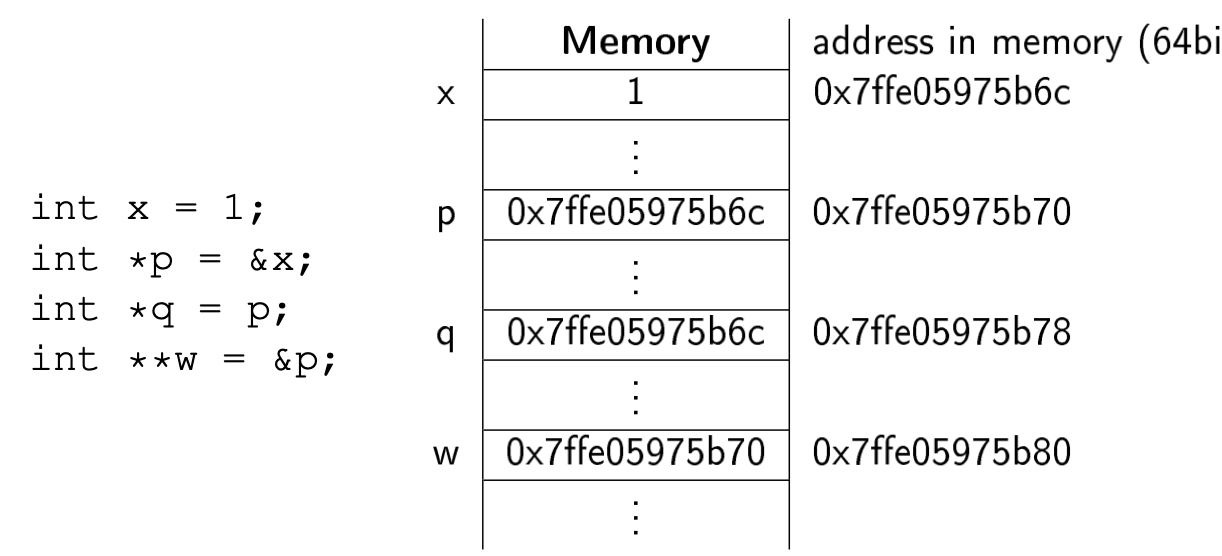 Memory address in memory (64bi
x 1 0x7ffe05975b6c
⋮
int x = 1;
p 0x7ffe05975b6c 0x7ffe05975b70
int *p = &x;
⋮
int *q = p;
q 0x7ffe05975b6c 0x7ffe05975b78
int **w = &p;
⋮
w 0x7ffe05975b70 0x7ffe05975b80
⋮